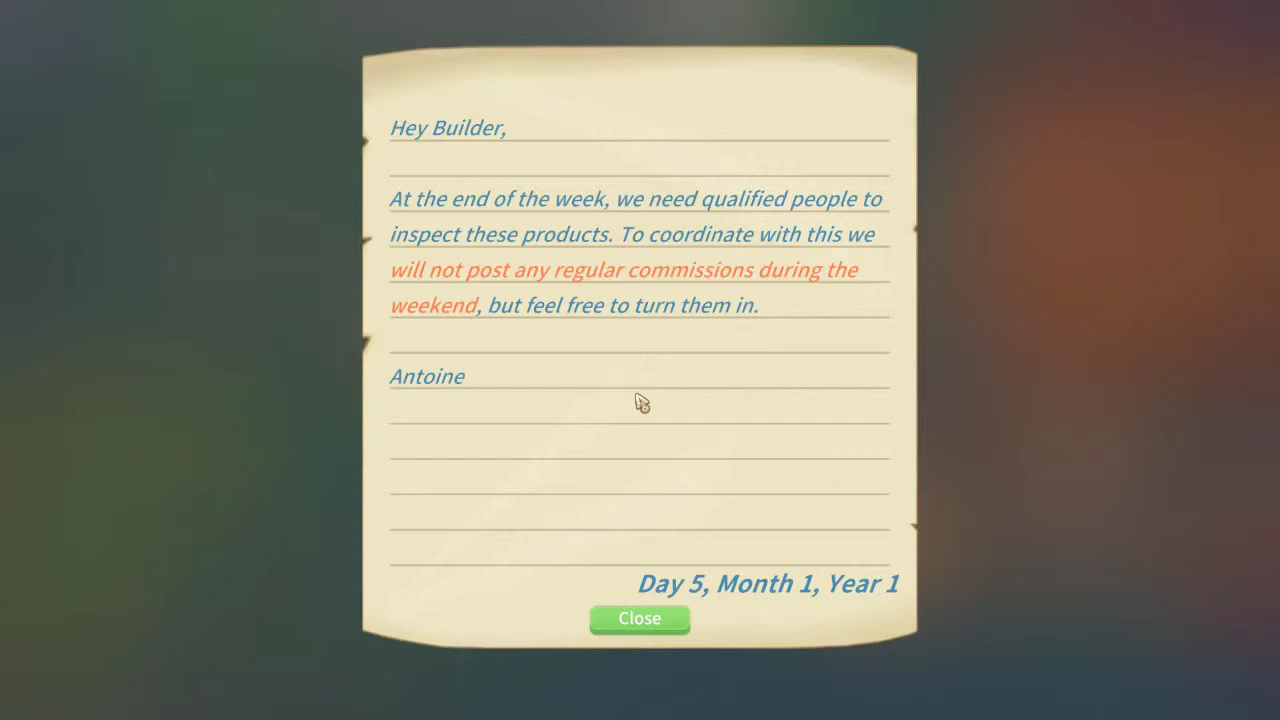 Hey Builder,
At the end of the week, we need qualified people to
inspect these products. To coordinate with this we
will not post any regular commissions during the
weekend, but feel free to turn them in.
Antoine
Day 5, Month 1, Year 1
Close